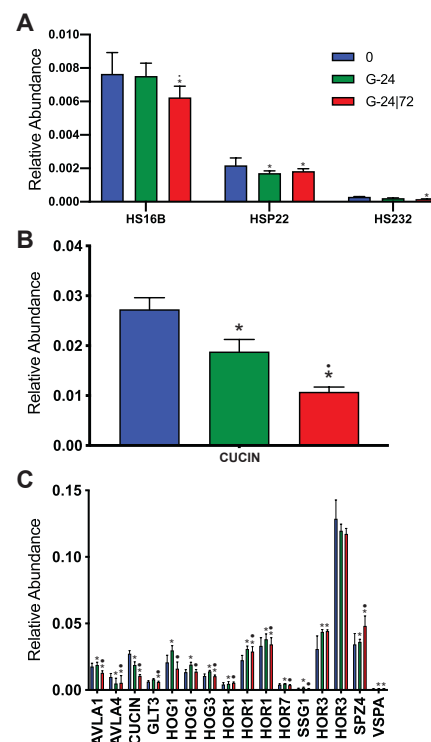 A
Relative Abundance
0.010
0.008
0.006
0.004
0.002
0.000
0
G-24
G-24|72
HS16B
HSP22
HS232
B
Relative Abundance
0.04
0.03
0.02
0.01
0.00
CUCIN
C
Relative Abundance
0.15
0.10
0.05
0.00
AVLA1
AVLA4
CUCIN
GLT3
HOG1
HOG1
HOG3
HOR1
HOR1
HOR1
HOR7
SSG1
HOR3
HOR3
SPZ4
VSPA